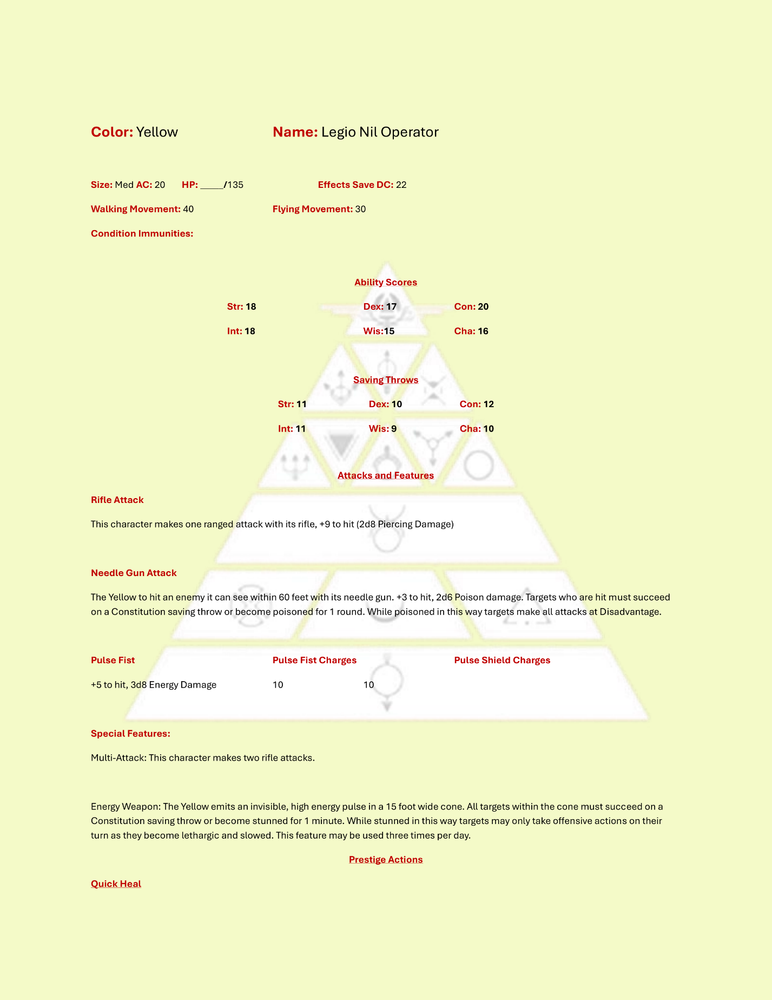 Color: Yellow Name: Legio Nil Operator
Size: Med AC: 20 HP: _____/135 Effects Save DC: 22
Walking Movement: 40 Flying Movement: 30
Condition Immunities:
Ability Scores
Str: 18 Dex: 17 Con: 20
Int: 18 Wis:15 Cha: 16
Saving Throws
Str: 11 Dex: 10 Con: 12
Int: 11 Wis: 9 Cha: 10
Attacks and Features
Rifle Attack
This character makes one ranged attack with its rifle, +9 to hit (2d8 Piercing Damage)
Needle Gun Attack
The Yellow to hit an enemy it can see within 60 feet with its needle gun. +3 to hit, 2d6 Poison damage. Targets who are hit must succeed
on a Constitution saving throw or become poisoned for 1 round. While poisoned in this way targets make all attacks at Disadvantage.
Pulse Fist Pulse Fist Charges Pulse Shield Charges
+5 to hit, 3d8 Energy Damage 10 10
Special Features:
Multi-Attack: This character makes two rifle attacks.
Energy Weapon: The Yellow emits an invisible, high energy pulse in a 15 foot wide cone. All targets within the cone must succeed on a
Constitution saving throw or become stunned for 1 minute. While stunned in this way targets may only take offensive actions on their
turn as they become lethargic and slowed. This feature may be used three times per day.
Prestige Actions
Quick Heal